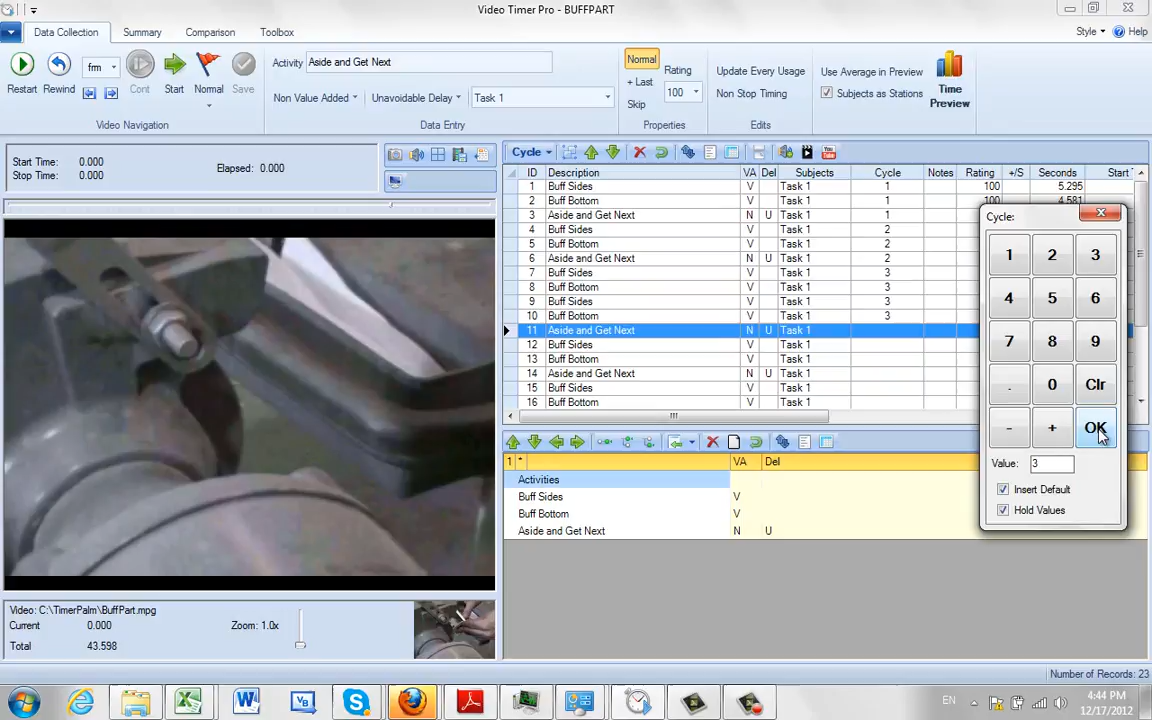 Video Timer Pro - BUFFPART
Data Collection Summary Comparison Toolbox Style Help
Restart Rewind frm Cont Start Normal Save
Video Navigation
Activity Aside and Get Next
Non Value Added Unavoidable Delay Task 1
Data Entry
Normal
+ Last
Skip
Rating
100
Properties
Update Every Usage
Non Stop Timing
Edits
Use Average in Preview
Subjects as Stations
Time
Preview
Start Time: 0.000
Stop Time: 0.000
Elapsed: 0.000
Cycle
You
Tube
ID Description VA Del Subjects Cycle Notes Rating +/S Seconds Start
1 Buff Sides V Task 1 1 100 5.295
2 Buff Bottom V Task 1 1 100 4.581
3 Aside and Get Next N U Task 1 1
4 Buff Sides V Task 1 2
5 Buff Bottom V Task 1 2
6 Aside and Get Next N U Task 1 2
7 Buff Sides V Task 1 3
8 Buff Bottom V Task 1 3
9 Buff Sides V Task 1 3
10 Buff Bottom V Task 1 3
11 Aside and Get Next N U Task 1
12 Buff Sides V Task 1
13 Buff Bottom V Task 1
14 Aside and Get Next N U Task 1
15 Buff Sides V Task 1
16 Buff Bottom V Task 1
Cycle:
1 2 3
4 5 6
7 8 9
. 0 Clr
- + OK
Value: 3
Insert Default
Hold Values
1 * VA Del
Activities
Buff Sides V
Buff Bottom V
Aside and Get Next N U
Video: C:\TimerPalm\BuffPart.mpg
Current 0.000
Total 43.598
Zoom: 1.0x
Number of Records: 23
EN
4:44 PM
12/17/2012